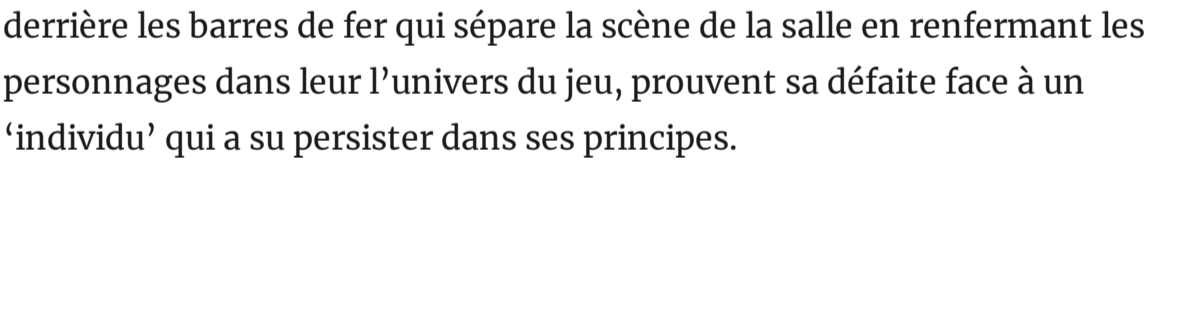 derrière les barres de fer qui sépare la scène de la salle en renfermant les
personnages dans leur l’univers du jeu, prouvent sa défaite face à un
‘individu’ qui a su persister dans ses principes.